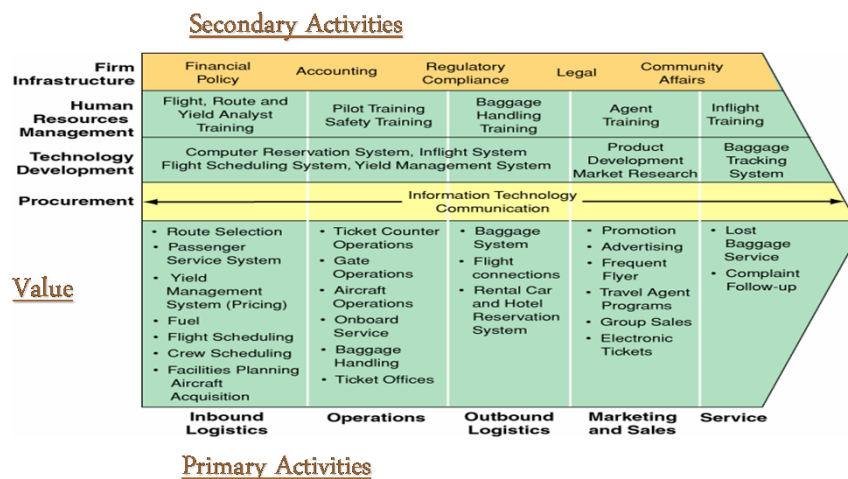 Secondary Activities
Firm
Infrastructure
Financial
Policy
Accounting
Regulatory
Compliance
Legal
Community
Affairs
Human
Resources
Management
Flight, Route and
Yield Analyst
Training
Pilot Training
Safety Training
Baggage
Handling
Training
Agent
Training
Inflight
Training
Technology
Development
Computer Reservation System, Inflight System
Flight Scheduling System, Yield Management System
Product
Development
Market Research
Baggage
Tracking
System
Procurement
Information Technology
Communication
Value
• Route Selection
• Passenger
Service System
• Yield
Management
System (Pricing)
• Fuel
• Flight Scheduling
• Crew Scheduling
• Facilities Planning
Aircraft
Acquisition
• Ticket Counter
Operations
• Gate
Operations
• Aircraft
Operations
• Onboard
Service
• Baggage
Handling
• Ticket Offices
• Baggage
System
• Flight
connections
• Rental Car
and Hotel
Reservation
System
• Promotion
• Advertising
• Frequent
Flyer
• Travel Agent
Programs
• Group Sales
• Electronic
Tickets
• Lost
Baggage
Service
• Complaint
Follow-up
Inbound
Logistics
Operations
Outbound
Logistics
Marketing
and Sales
Service
Primary Activities